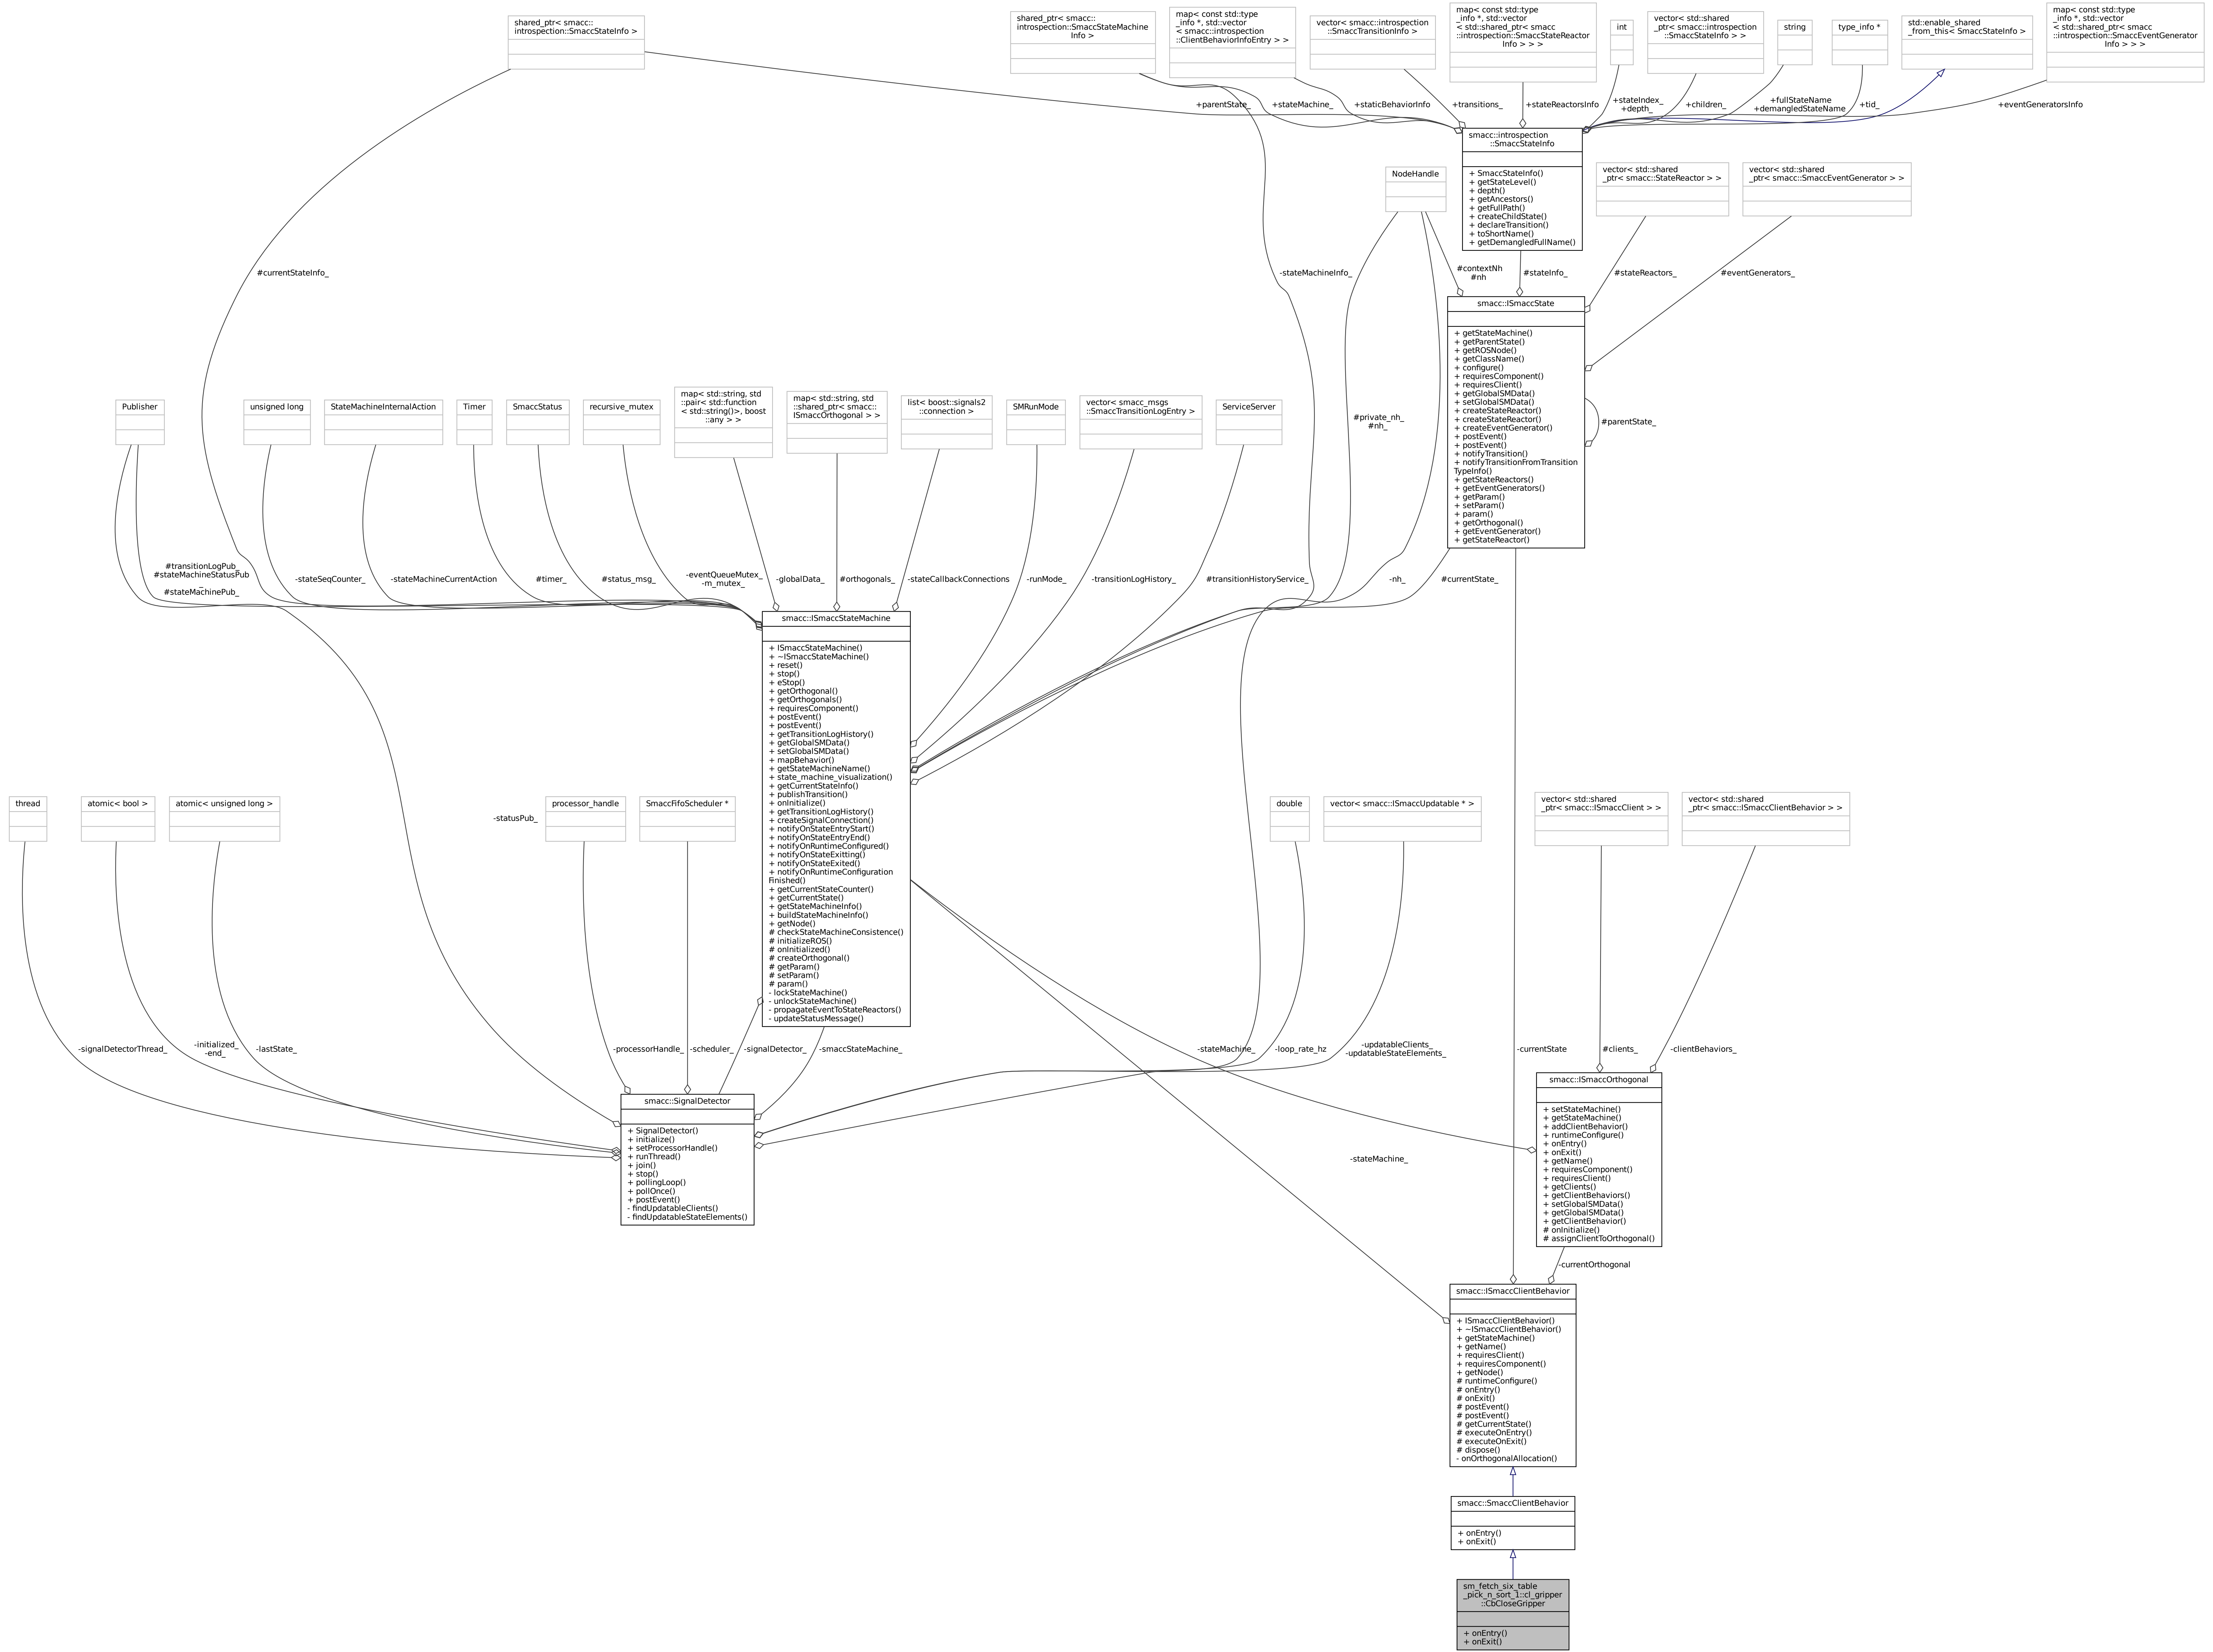 shared_ptr< smacc::
introspection::SmaccStateInfo >
shared_ptr< smacc::
introspection::SmaccStateMachine
Info >
map< const std::type
_info *, std::vector
< smacc::introspection
::ClientBehaviorInfoEntry > >
vector< smacc::introspection
::SmaccTransitionInfo >
map< const std::type
_info *, std::vector
< std::shared_ptr< smacc
::introspection::SmaccStateReactor
Info > > >
int
vector< std::shared
_ptr< smacc::introspection
::SmaccStateInfo > >
string
type_info *
std::enable_shared
_from_this< SmaccStateInfo >
map< const std::type
_info *, std::vector
< std::shared_ptr< smacc
::introspection::SmaccEventGenerator
Info > > >
+parentState_
+stateMachine_
+staticBehaviorInfo
+transitions_
+stateReactorsInfo
+stateIndex_
+depth_
+children_
+fullStateName
+demangledStateName
+tid_
+eventGeneratorsInfo
smacc::introspection
::SmaccStateInfo
+ SmaccStateInfo()
+ getStateLevel()
+ depth()
+ getAncestors()
+ getFullPath()
+ createChildState()
+ declareTransition()
+ toShortName()
+ getDemangledFullName()
NodeHandle
vector< std::shared
_ptr< smacc::StateReactor > >
vector< std::shared
_ptr< smacc::SmaccEventGenerator > >
#currentStateInfo_
-stateMachineInfo_
#contextNh
#nh
#stateInfo_
#stateReactors_
#eventGenerators_
smacc::ISmaccState
+ getStateMachine()
+ getParentState()
+ getROSNode()
+ getClassName()
+ configure()
+ requiresComponent()
+ requiresClient()
+ getGlobalSMData()
+ setGlobalSMData()
+ createStateReactor()
+ createStateReactor()
+ createEventGenerator()
+ postEvent()
+ postEvent()
+ notifyTransition()
+ notifyTransitionFromTransition
TypeInfo()
+ getStateReactors()
+ getEventGenerators()
+ getParam()
+ setParam()
+ param()
+ getOrthogonal()
+ getEventGenerator()
+ getStateReactor()
#parentState_
Publisher
unsigned long
StateMachineInternalAction
Timer
SmaccStatus
recursive_mutex
map< std::string, std
::pair< std::function
< std::string()>, boost
::any > >
map< std::string, std
::shared_ptr< smacc::
ISmaccOrthogonal > >
list< boost::signals2
::connection >
SMRunMode
vector< smacc_msgs
::SmaccTransitionLogEntry >
ServiceServer
#private_nh_
#nh_
#transitionLogPub_
#stateMachineStatusPub
_
#stateMachinePub_
-stateSeqCounter_
-stateMachineCurrentAction
#timer_
#status_msg_
-eventQueueMutex_
-m_mutex_
-globalData_
#orthogonals_
-stateCallbackConnections
-runMode_
-transitionLogHistory_
#transitionHistoryService_
-nh_
#currentState_
smacc::ISmaccStateMachine
+ ISmaccStateMachine()
+ ~ISmaccStateMachine()
+ reset()
+ stop()
+ eStop()
+ getOrthogonal()
+ getOrthogonals()
+ requiresComponent()
+ postEvent()
+ postEvent()
+ getTransitionLogHistory()
+ getGlobalSMData()
+ setGlobalSMData()
+ mapBehavior()
+ getStateMachineName()
+ state_machine_visualization()
+ getCurrentStateInfo()
+ publishTransition()
+ onInitialize()
+ getTransitionLogHistory()
+ createSignalConnection()
+ notifyOnStateEntryStart()
+ notifyOnStateEntryEnd()
+ notifyOnRuntimeConfigured()
+ notifyOnStateExitting()
+ notifyOnStateExited()
+ notifyOnRuntimeConfiguration
Finished()
+ getCurrentStateCounter()
+ getCurrentState()
+ getStateMachineInfo()
+ buildStateMachineInfo()
+ getNode()
# checkStateMachineConsistence()
# initializeROS()
# onInitialized()
# createOrthogonal()
# getParam()
# setParam()
# param()
- lockStateMachine()
- unlockStateMachine()
- propagateEventToStateReactors()
- updateStatusMessage()
thread
atomic< bool >
atomic< unsigned long >
-statusPub_
processor_handle
SmaccFifoScheduler *
double
vector< smacc::ISmaccUpdatable * >
vector< std::shared
_ptr< smacc::ISmaccClient > >
vector< std::shared
_ptr< smacc::ISmaccClientBehavior > >
-signalDetectorThread_
-initialized_
-end_
-lastState_
-processorHandle_
-scheduler_
-signalDetector_
-smaccStateMachine_
-stateMachine_
-loop_rate_hz
-updatableClients_
-updatableStateElements_
-currentState
#clients_
-clientBehaviors_
smacc::SignalDetector
+ SignalDetector()
+ initialize()
+ setProcessorHandle()
+ runThread()
+ join()
+ stop()
+ pollingLoop()
+ pollOnce()
+ postEvent()
- findUpdatableClients()
- findUpdatableStateElements()
smacc::ISmaccOrthogonal
+ setStateMachine()
+ getStateMachine()
+ addClientBehavior()
+ runtimeConfigure()
+ onEntry()
+ onExit()
+ getName()
+ requiresComponent()
+ requiresClient()
+ getClients()
+ getClientBehaviors()
+ setGlobalSMData()
+ getGlobalSMData()
+ getClientBehavior()
# onInitialize()
# assignClientToOrthogonal()
-stateMachine_
-currentOrthogonal
smacc::ISmaccClientBehavior
+ ISmaccClientBehavior()
+ ~ISmaccClientBehavior()
+ getStateMachine()
+ getName()
+ requiresClient()
+ requiresComponent()
+ getNode()
# runtimeConfigure()
# onEntry()
# onExit()
# postEvent()
# postEvent()
# getCurrentState()
# executeOnEntry()
# executeOnExit()
# dispose()
- onOrthogonalAllocation()
smacc::SmaccClientBehavior
+ onEntry()
+ onExit()
sm_fetch_six_table
_pick_n_sort_1::cl_gripper
::CbCloseGripper
+ onEntry()
+ onExit()